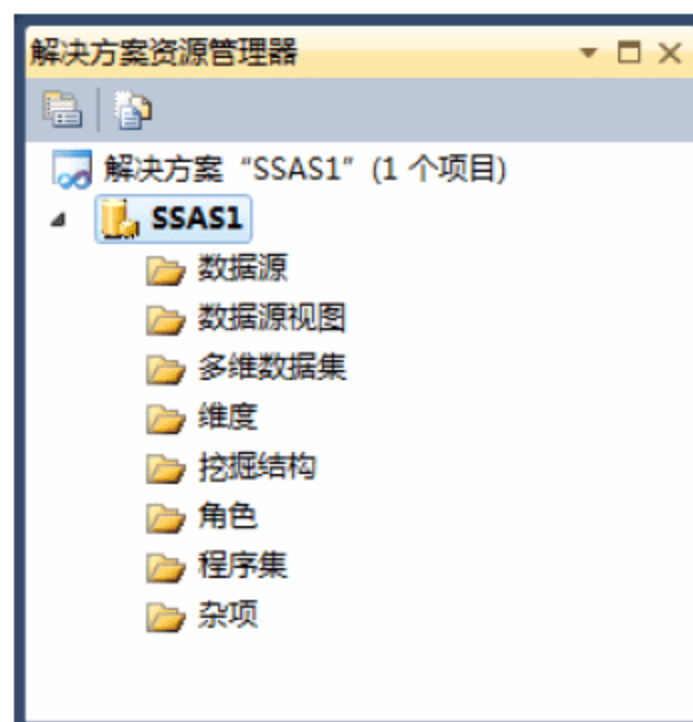 解决方案资源管理器
解决方案 “SSAS1” (1 个项目)
SSAS1
数据源
数据源视图
多维数据集
维度
挖掘结构
角色
程序集
杂项